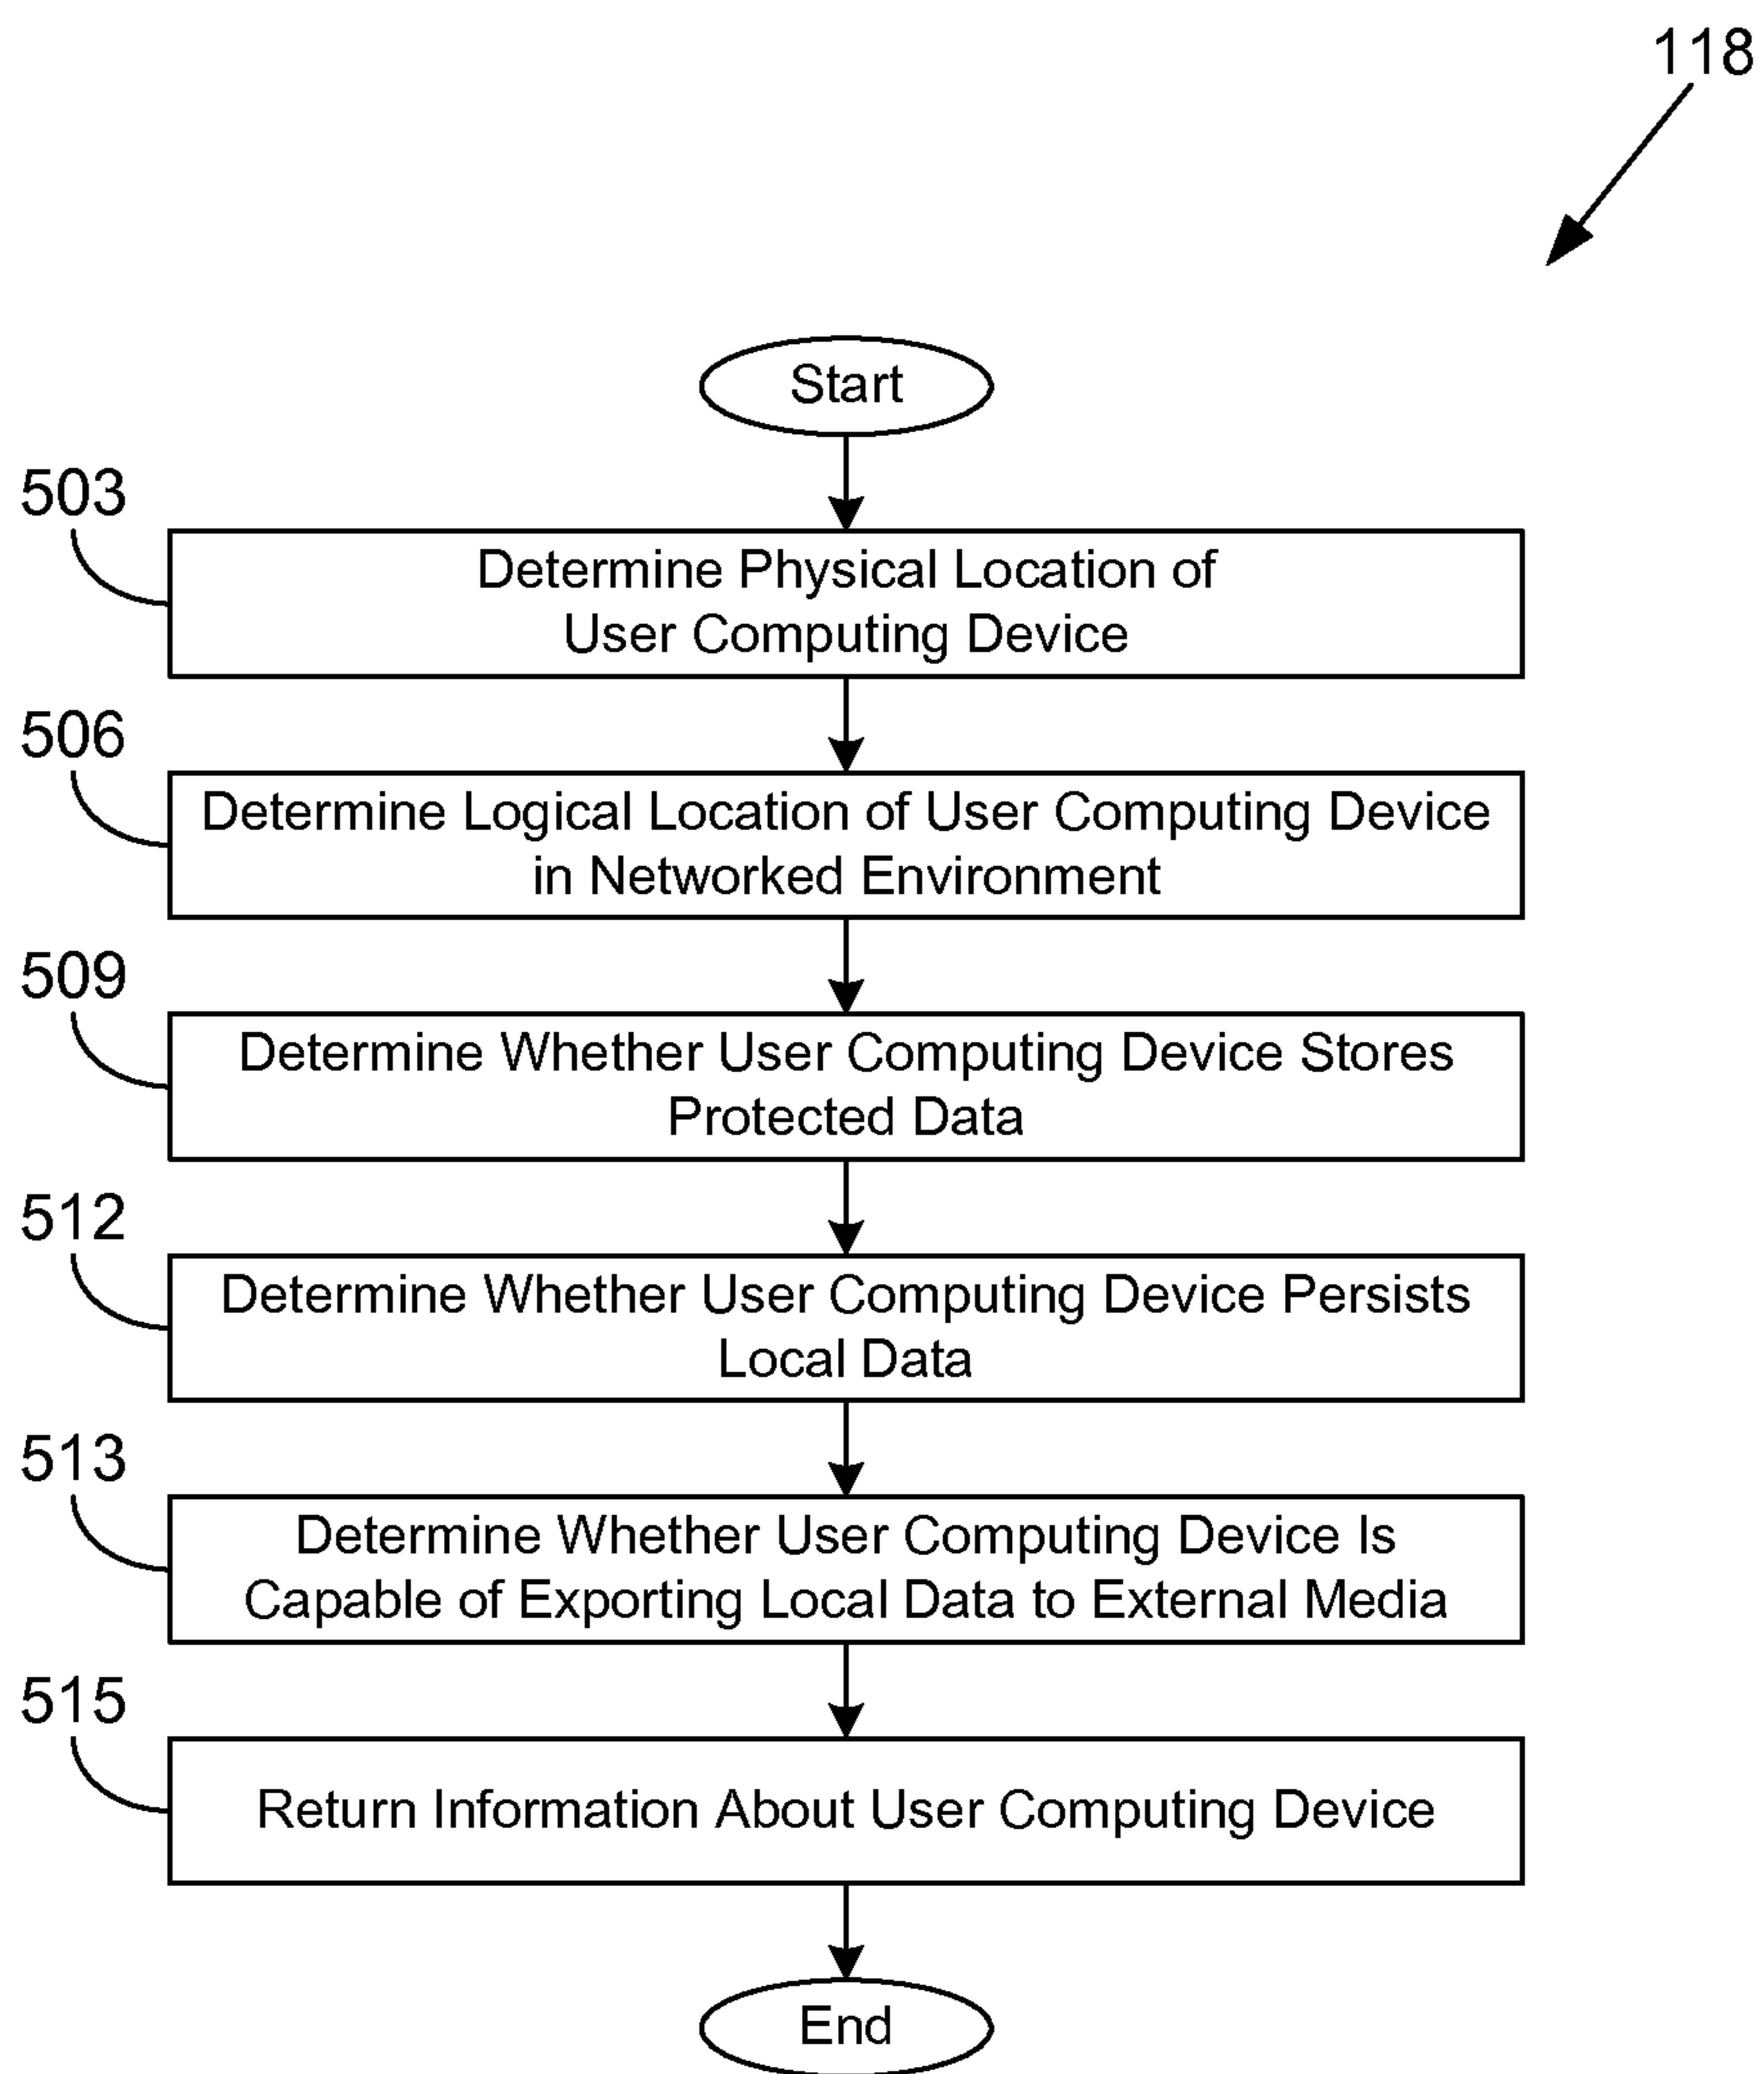 118
Start
503
Determine Physical Location of
User Computing Device
506
Determine Logical Location of User Computing Device
in Networked Environment
509
Determine Whether User Computing Device Stores
Protected Data
512
Determine Whether User Computing Device Persists
Local Data
513
Determine Whether User Computing Device Is
Capable of Exporting Local Data to External Media
515
Return Information About User Computing Device
End